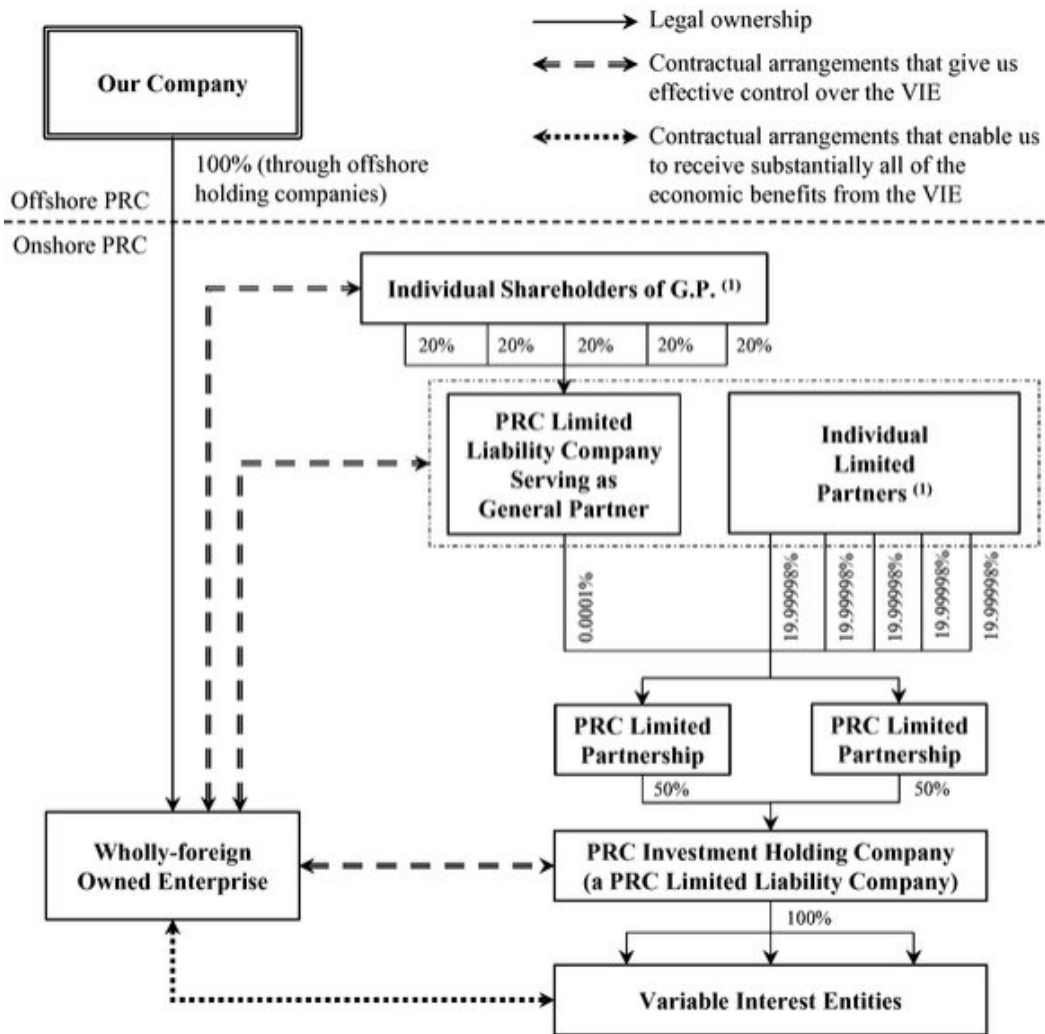 Our Company
Legal ownership
Contractual arrangements that give us
effective control over the VIE
Contractual arrangements that enable us
to receive substantially all of the
economic benefits from the VIE
100% (through offshore
holding companies)
Offshore PRC
Onshore PRC
Individual Shareholders of G.P. (1)
20% 20% 20% 20% 20%
PRC Limited
Liability Company
Serving as
General Partner
Individual
Limited
Partners (1)
0.0001%
19.99998%
19.99998%
19.99998%
19.99998%
19.99998%
PRC Limited
Partnership
PRC Limited
Partnership
50%
50%
Wholly-foreign
Owned Enterprise
PRC Investment Holding Company
(a PRC Limited Liability Company)
100%
Variable Interest Entities